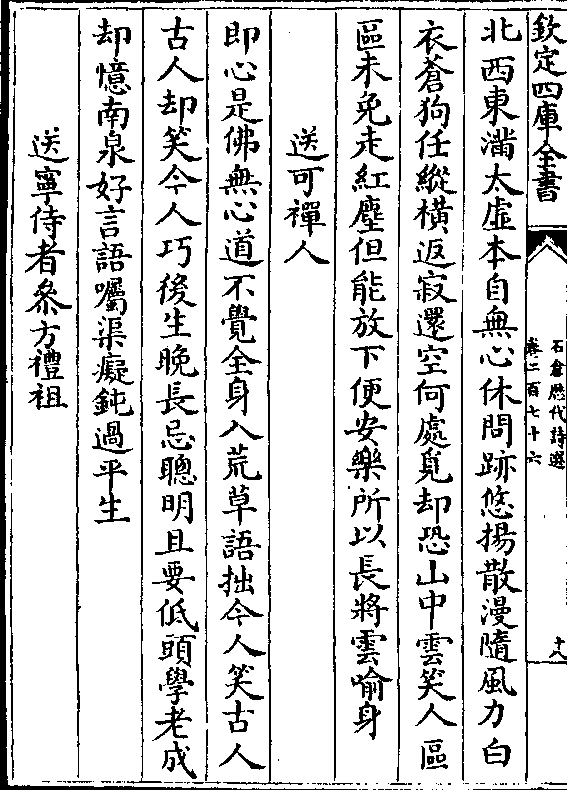 欽定四庫全書
石倉歷代詩選
卷二百七十六
十八
北西東滿太虛本自無心休問跡悠揚散漫隨風力白
衣蒼狗任縱橫返寂還空何處覓却恐山中雲笑人區
區未免走紅塵但能放下便安樂所以長將雲喻身
送可禪人
即心是佛無心道不覺全身入荒草語拙今人笑古人
古人却笑今人巧後生晚長忌聰明且要低頭學老成
却憶南泉好言語囑渠癡鈍過平生
送寧侍者叅方禮祖